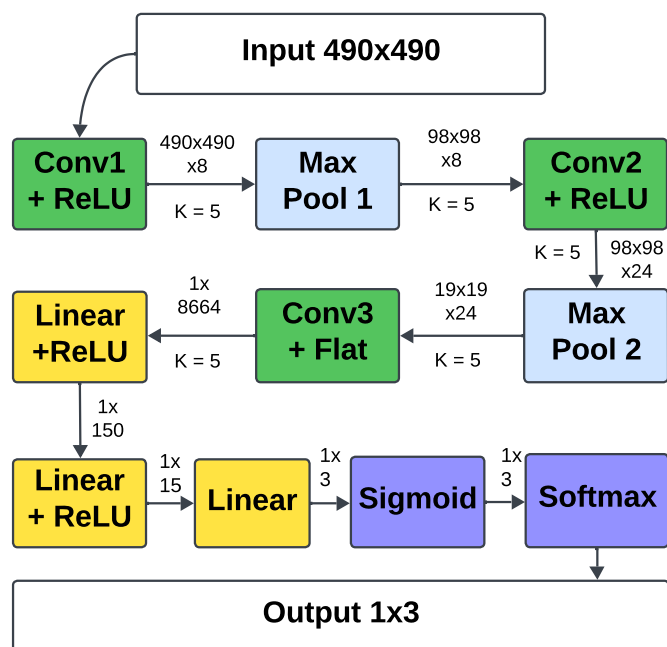 Input 490x490
Conv1
+ ReLU
490x490
x8
K = 5
Max
Pool 1
98x98
x8
K = 5
Conv2
+ ReLU
K = 5
98x98
x24
Max
Pool 2
19x19
x24
K = 5
Conv3
+ Flat
1x
8664
K = 5
Linear
+ReLU
1x
150
Linear
+ ReLU
1x
15
Linear
1x
3
Sigmoid
1x
3
Softmax
Output 1x3